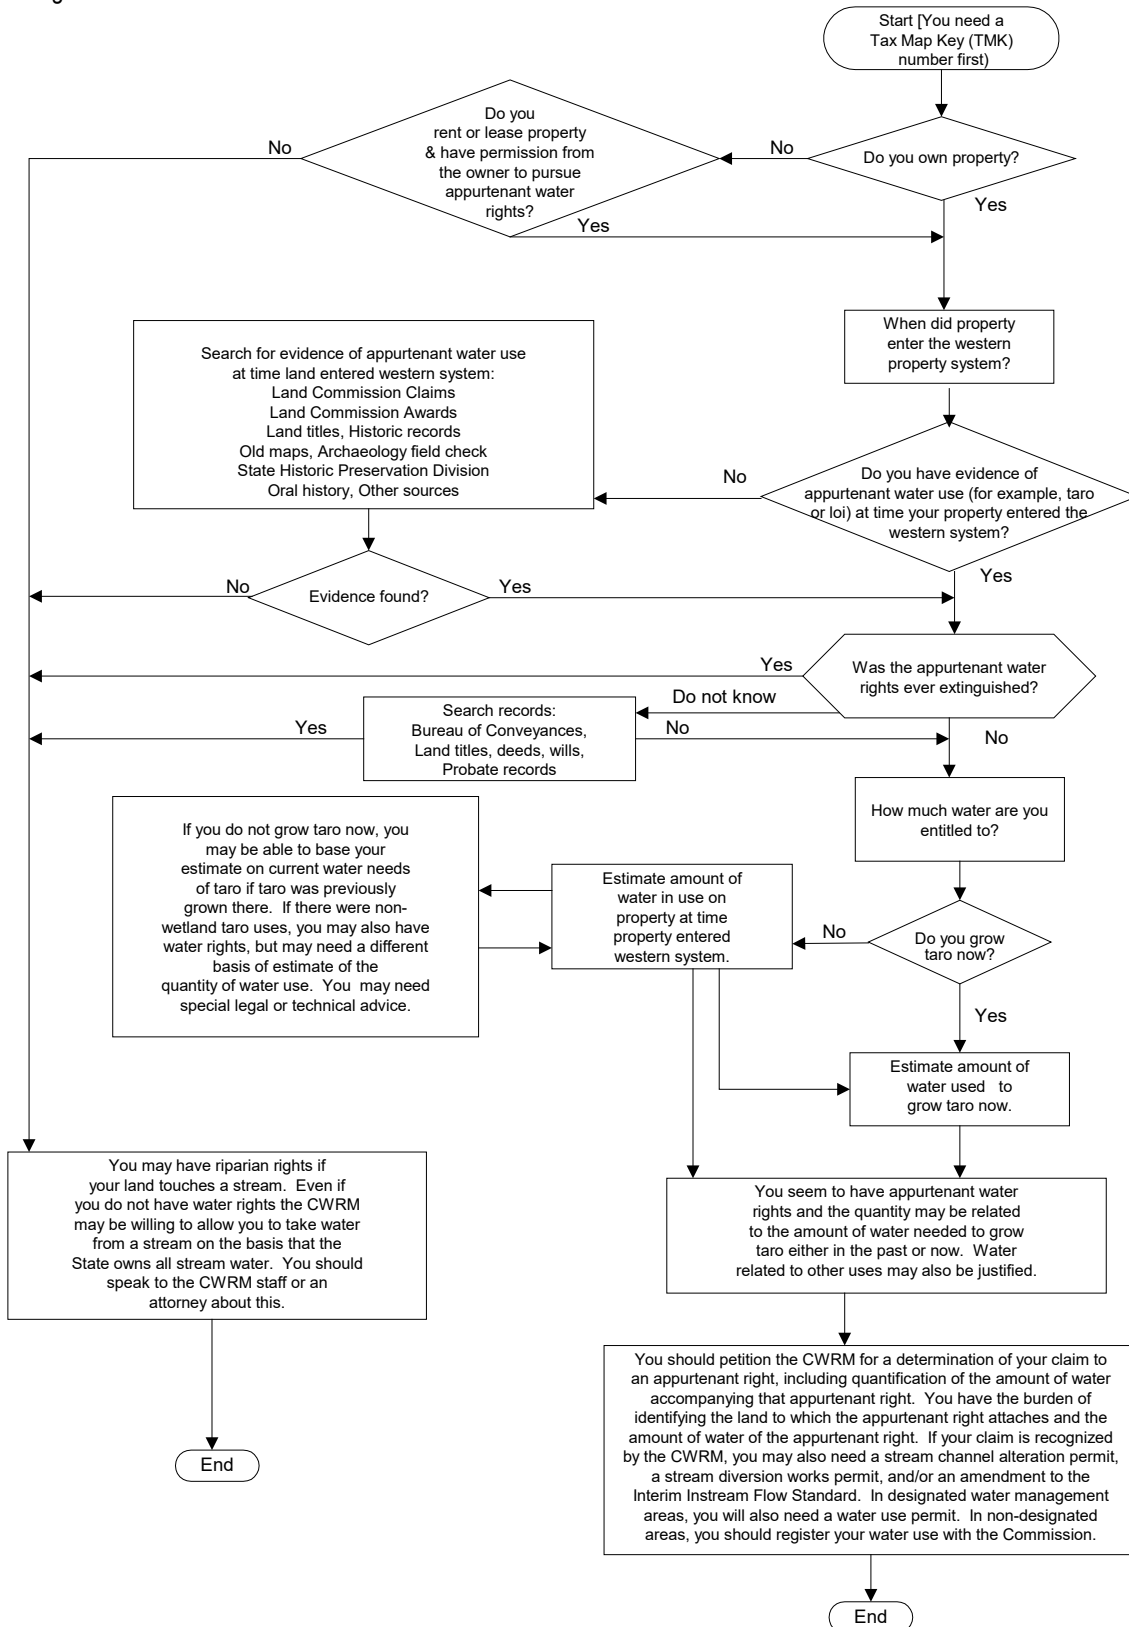 Start [You need a
Tax Map Key (TMK)
number first)
Do you own property?
No
Yes
Do you
rent or lease property
& have permission from
the owner to pursue
appurtenant water
rights?
No
Yes
When did property
enter the western
property system?
Do you have evidence of
appurtenant water use (for example, taro
or loi) at time your property entered the
western system?
No
Yes
Search for evidence of appurtenant water use
at time land entered western system:
Land Commission Claims
Land Commission Awards
Land titles, Historic records
Old maps, Archaeology field check
State Historic Preservation Division
Oral history, Other sources
Evidence found?
No
Yes
Was the appurtenant water
rights ever extinguished?
Yes
Do not know
No
Search records:
Bureau of Conveyances,
Land titles, deeds, wills,
Probate records
Yes
No
How much water are you
entitled to?
Do you grow
taro now?
No
Yes
Estimate amount of
water in use on
property at time
property entered
western system.
If you do not grow taro now, you
may be able to base your
estimate on current water needs
of taro if taro was previously
grown there.  If there were non-
wetland taro uses, you may also have
water rights, but may need a different
basis of estimate of the
quantity of water use.  You  may need
special legal or technical advice.
Estimate amount of
water used   to
grow taro now.
You may have riparian rights if
your land touches a stream.  Even if
you do not have water rights the CWRM
may be willing to allow you to take water
from a stream on the basis that the
State owns all stream water.  You should
speak to the CWRM staff or an
attorney about this.
End
You seem to have appurtenant water
rights and the quantity may be related
to the amount of water needed to grow
taro either in the past or now.  Water
related to other uses may also be justified.
You should petition the CWRM for a determination of your claim to
an appurtenant right, including quantification of the amount of water
accompanying that appurtenant right.  You have the burden of
identifying the land to which the appurtenant right attaches and the
amount of water of the appurtenant right.  If your claim is recognized
by the CWRM, you may also need a stream channel alteration permit,
a stream diversion works permit, and/or an amendment to the
Interim Instream Flow Standard.  In designated water management
areas, you will also need a water use permit.  In non-designated
areas, you should register your water use with the Commission.
End